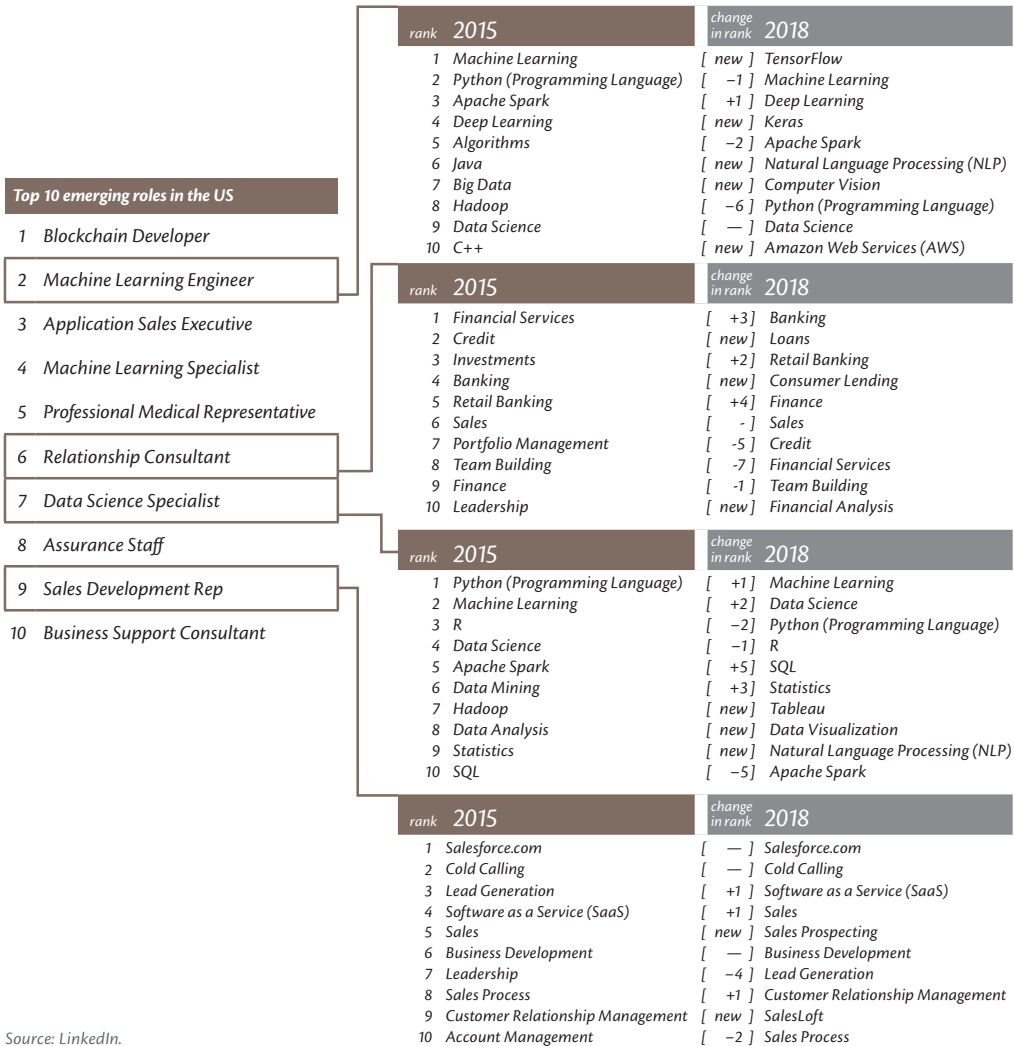 Top 10 emerging roles in the US
1 Blockchain Developer
2 Machine Learning Engineer
3 Application Sales Executive
4 Machine Learning Specialist
5 Professional Medical Representative
6 Relationship Consultant
7 Data Science Specialist
8 Assurance Staff
9 Sales Development Rep
10 Business Support Consultant
rank 2015 change in rank 2018
1 Machine Learning [ new ] TensorFlow
2 Python (Programming Language) [ –1 ] Machine Learning
3 Apache Spark [ +1 ] Deep Learning
4 Deep Learning [ new ] Keras
5 Algorithms [ –2 ] Apache Spark
6 Java [ new ] Natural Language Processing (NLP)
7 Big Data [ new ] Computer Vision
8 Hadoop [ –6 ] Python (Programming Language)
9 Data Science [ — ] Data Science
10 C++ [ new ] Amazon Web Services (AWS)
rank 2015 change in rank 2018
1 Financial Services [ +3] Banking
2 Credit [ new] Loans
3 Investments [ +2] Retail Banking
4 Banking [ new] Consumer Lending
5 Retail Banking [ +4] Finance
6 Sales [ - ] Sales
7 Portfolio Management [ -5] Credit
8 Team Building [ -7] Financial Services
9 Finance [ -1 ] Team Building
10 Leadership [ new] Financial Analysis
rank 2015 change in rank 2018
1 Python (Programming Language) [ +1] Machine Learning
2 Machine Learning [ +2] Data Science
3 R [ –2] Python (Programming Language)
4 Data Science [ –1] R
5 Apache Spark [ +5] SQL
6 Data Mining [ +3] Statistics
7 Hadoop [ new ] Tableau
8 Data Analysis [ new] Data Visualization
9 Statistics [ new] Natural Language Processing (NLP)
10 SQL [ –5] Apache Spark
rank 2015 change in rank 2018
1 Salesforce.com [ — ] Salesforce.com
2 Cold Calling [ — ] Cold Calling
3 Lead Generation [ +1 ] Software as a Service (SaaS)
4 Software as a Service (SaaS) [ +1 ] Sales
5 Sales [ new ] Sales Prospecting
6 Business Development [ — ] Business Development
7 Leadership [ –4 ] Lead Generation
8 Sales Process [ +1 ] Customer Relationship Management
9 Customer Relationship Management [ new ] SalesLoft
10 Account Management [ –2 ] Sales Process
Source: LinkedIn.